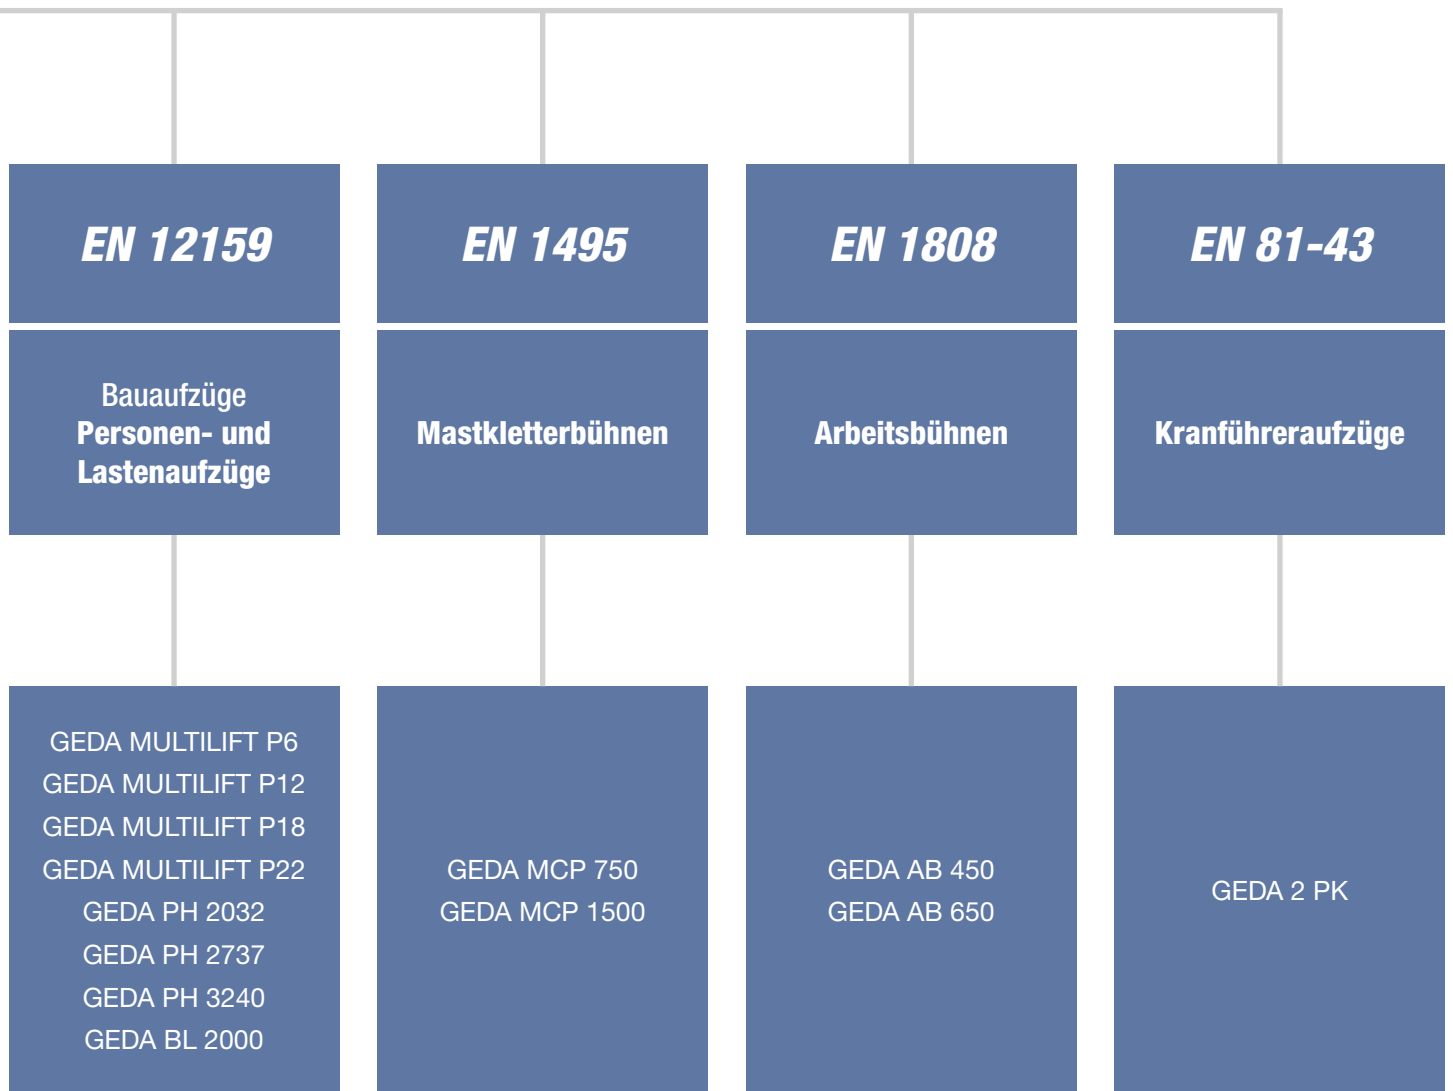 EN 12159
EN 1495
EN 1808
EN 81-43
Bauaufzüge
Personen- und
Lastenaufzüge
Mastkletterbühnen
Arbeitsbühnen
Kranführeraufzüge
GEDA MULTILIFT P6
GEDA MULTILIFT P12
GEDA MULTILIFT P18
GEDA MULTILIFT P22
GEDA PH 2032
GEDA PH 2737
GEDA PH 3240
GEDA BL 2000
GEDA MCP 750
GEDA MCP 1500
GEDA AB 450
GEDA AB 650
GEDA 2 PK